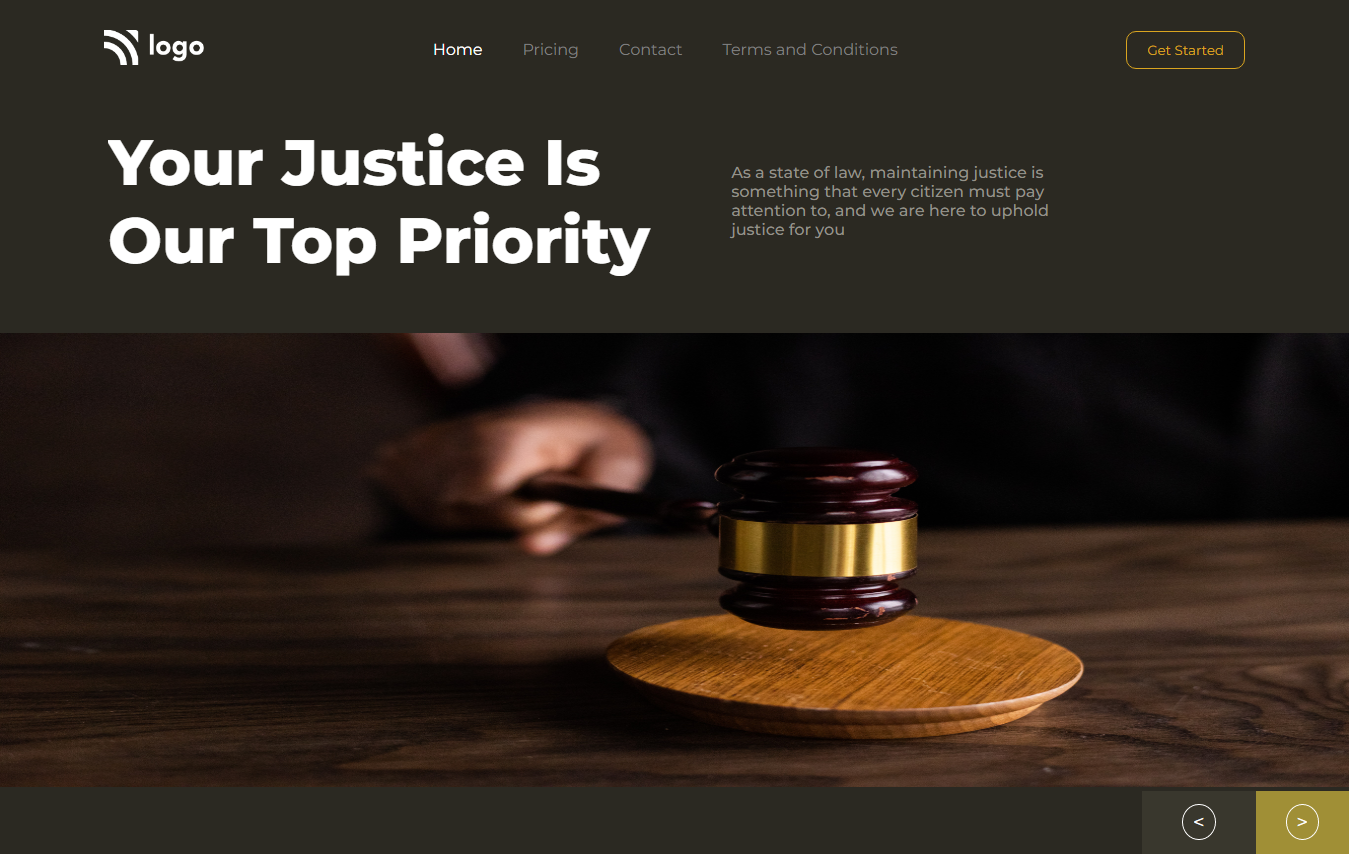 logo
Home
Pricing
Contact
Terms and Conditions
Get Started
Your Justice Is
Our Top Priority
As a state of law, maintaining justice is
something that every citizen must pay
attention to, and we are here to uphold
justice for you
<
>